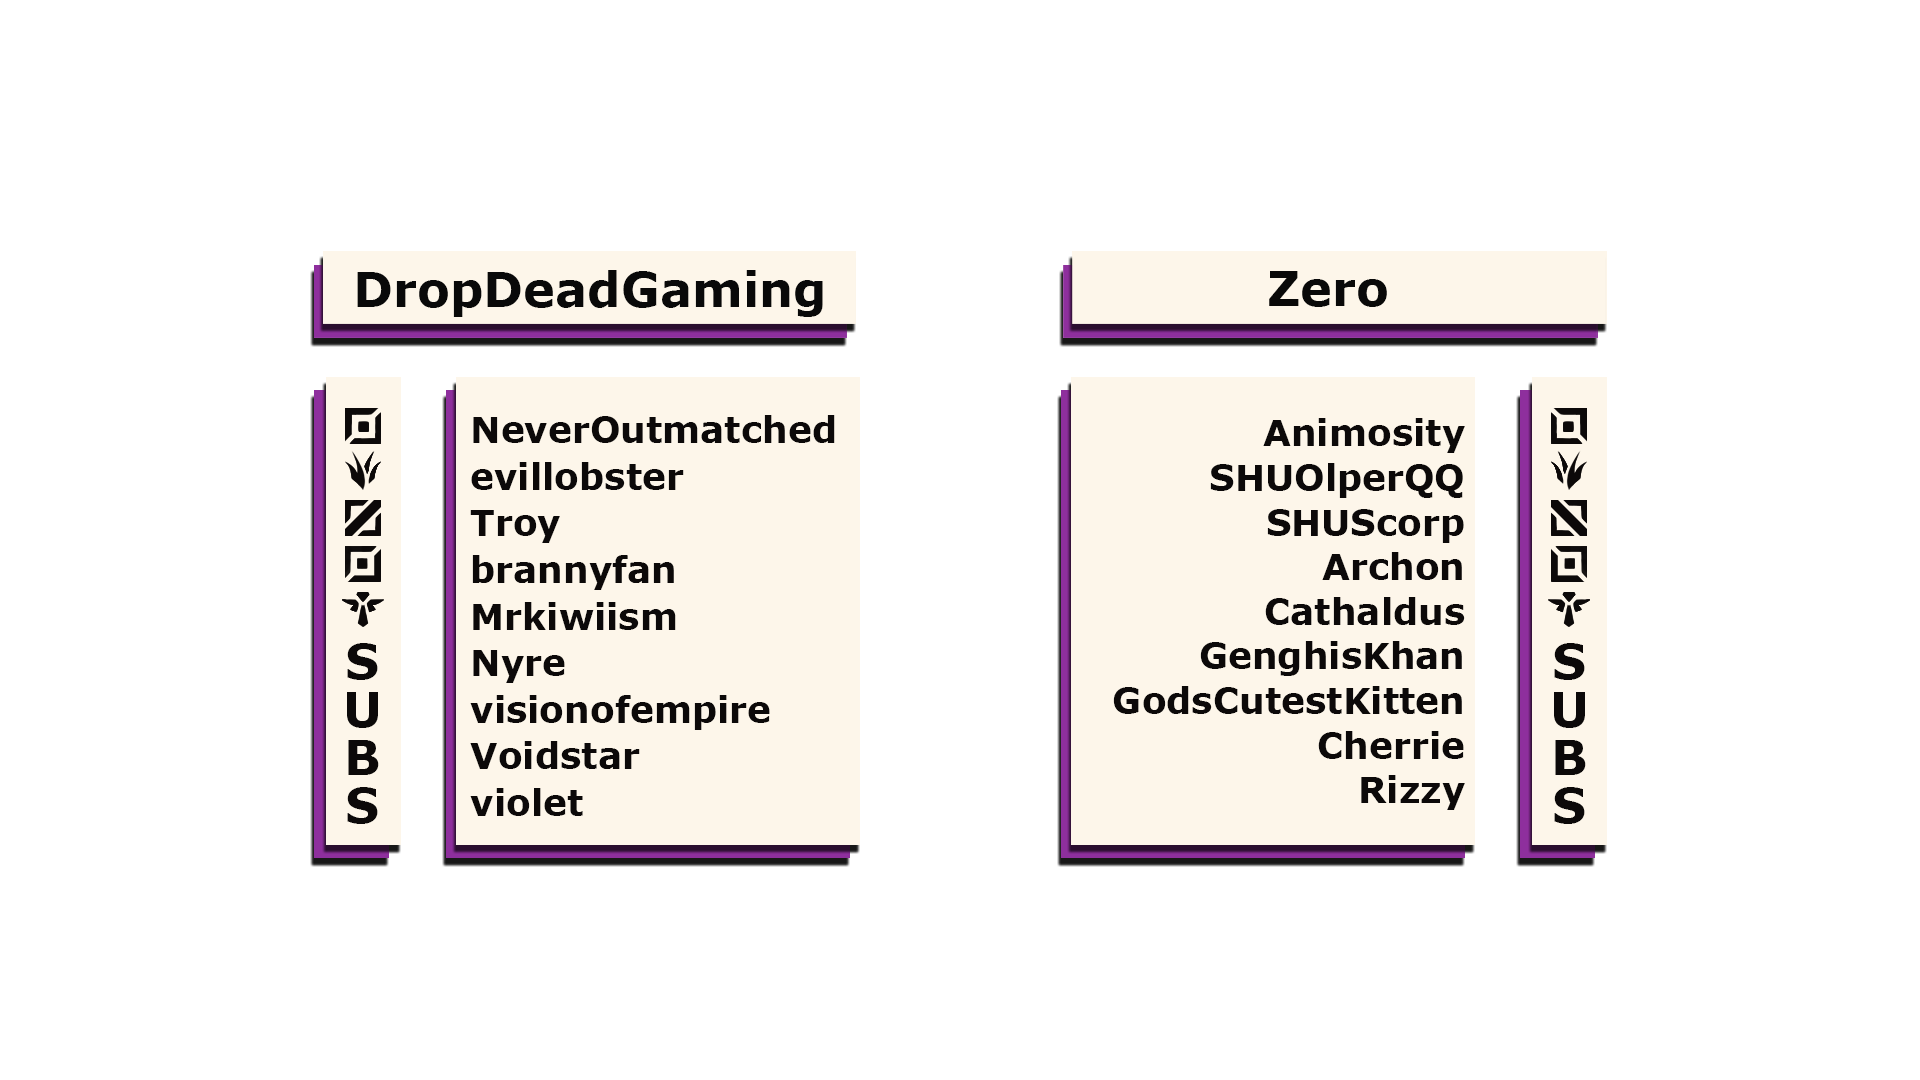 DropDeadGaming
NeverOutmatched
evillobster
Troy
brannyfan
Mrkiwiism
Nyre
visionofempire
Voidstar
violet
S
U
B
S
Zero
Animosity
SHUOlperQQ
SHUScorp
Archon
Cathaldus
GenghisKhan
GodsCutestKitten
Cherrie
Rizzy
S
U
B
S